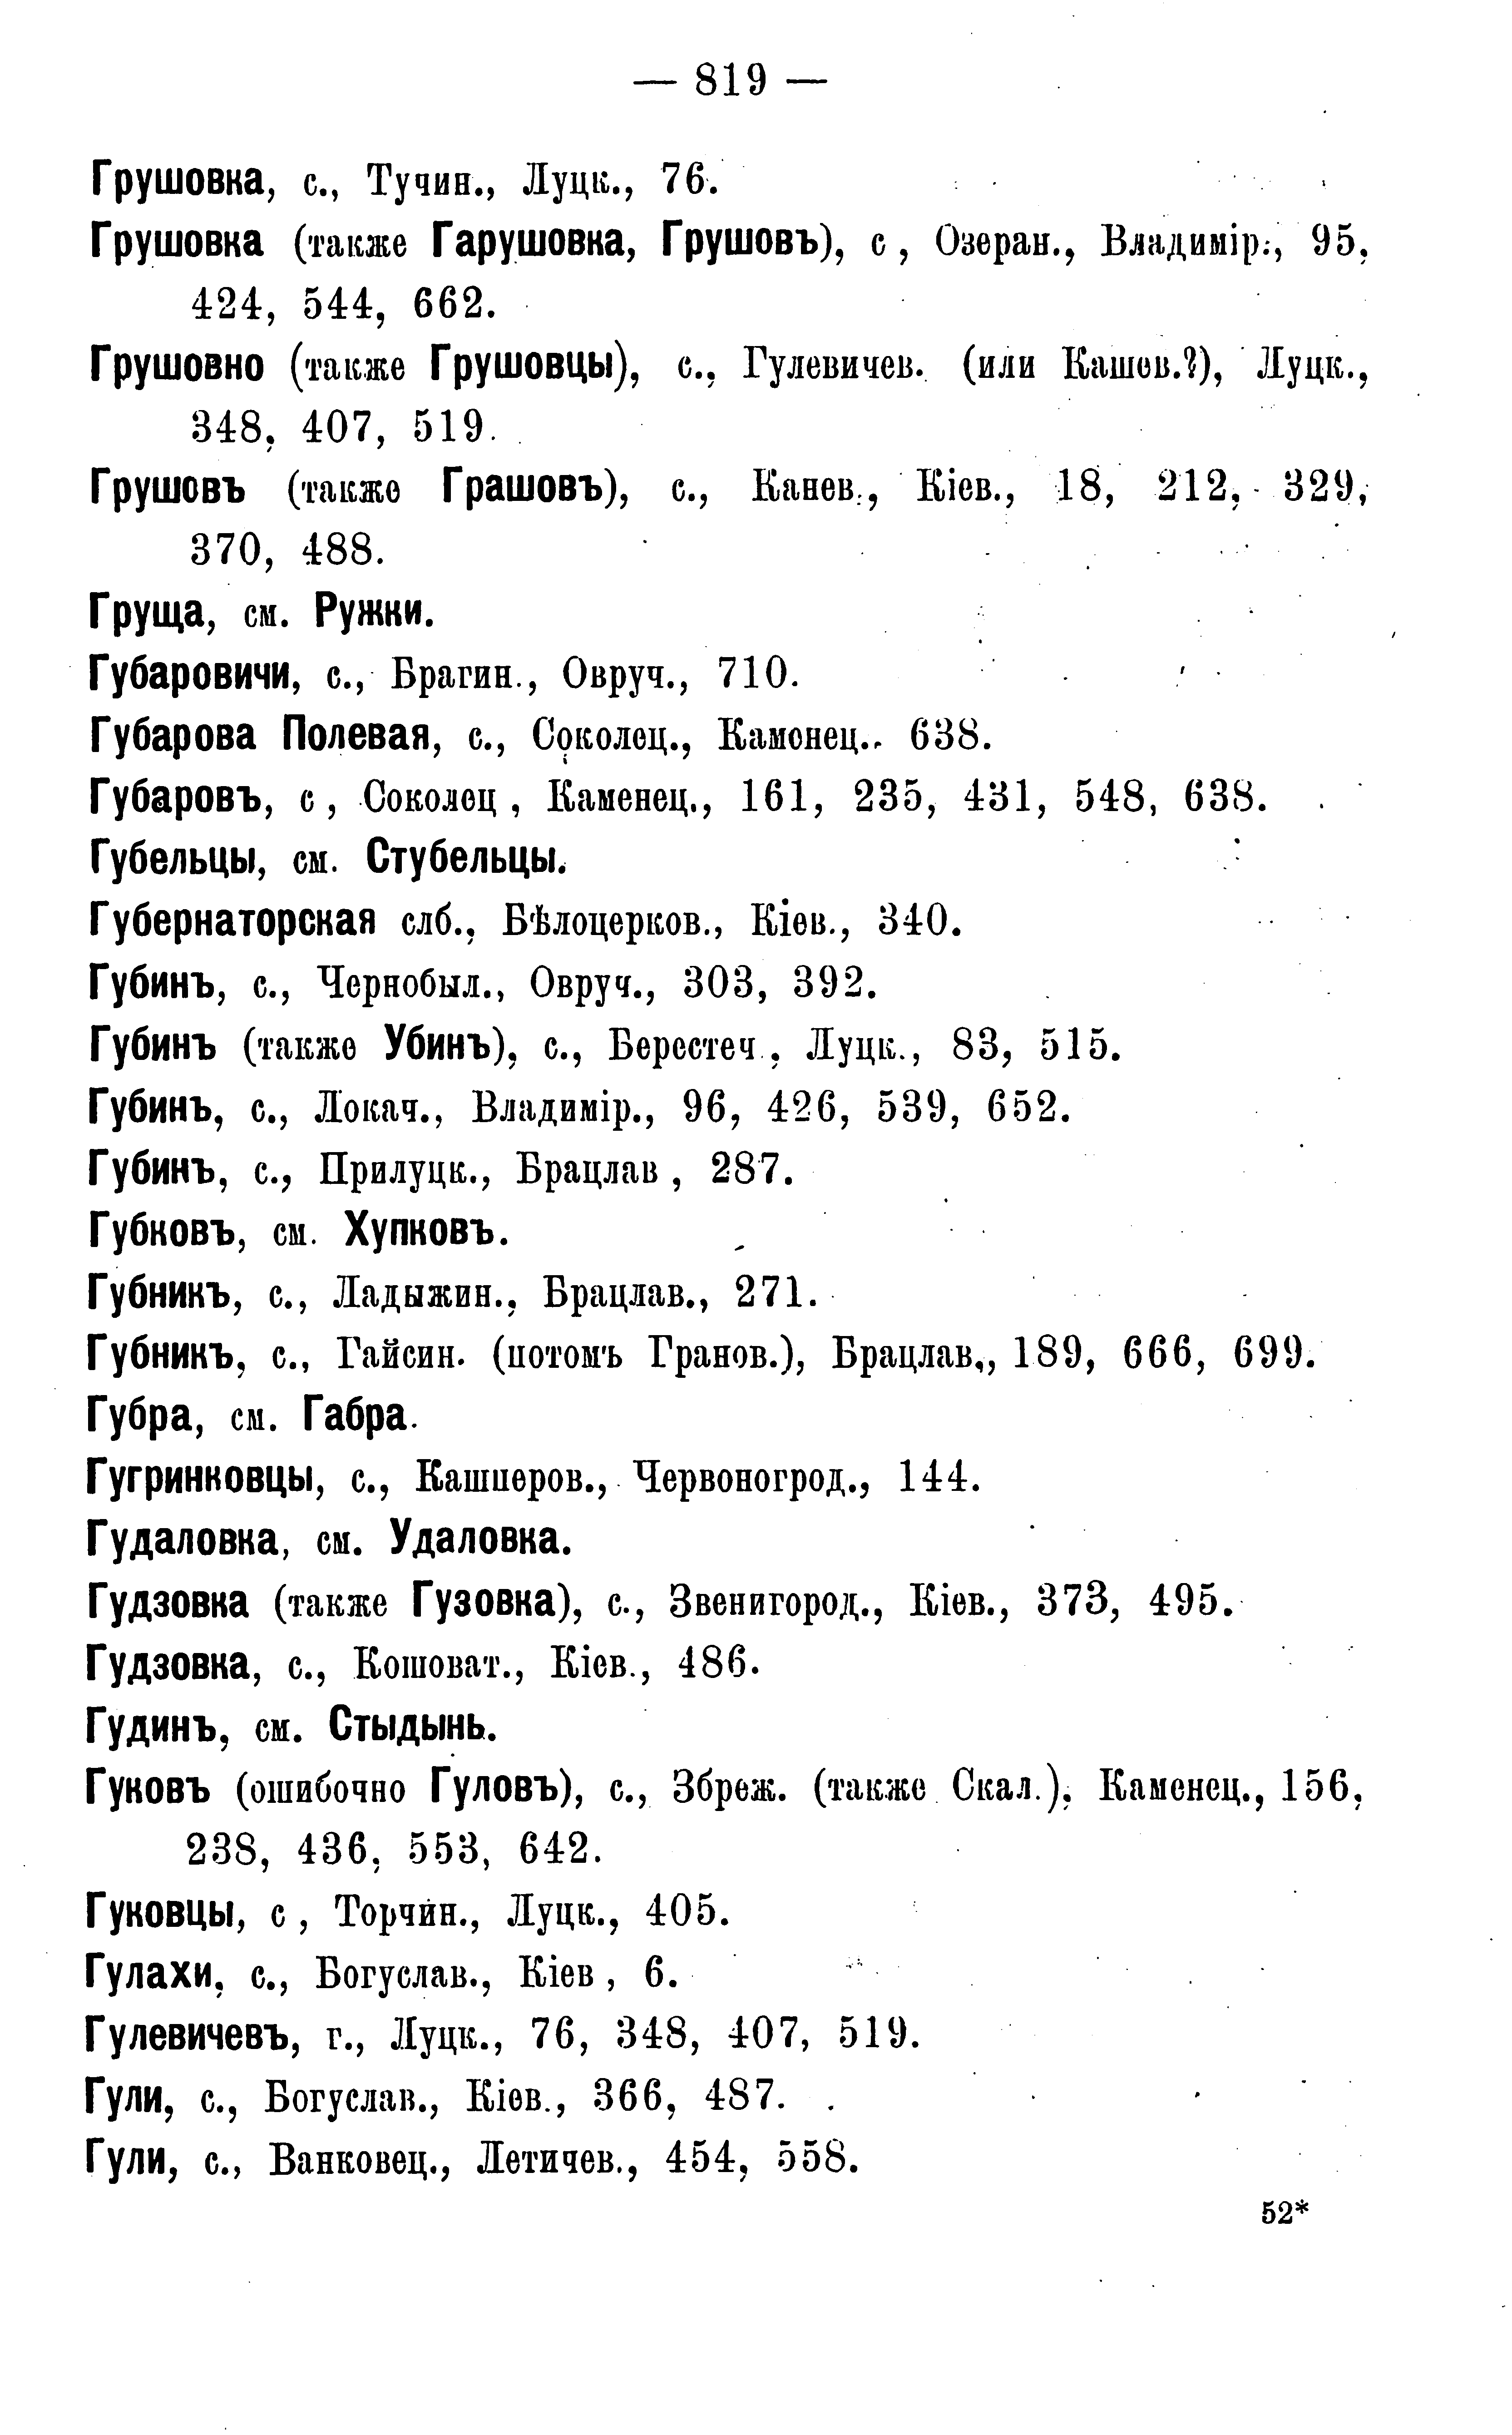 — 819 —
Грушовка, с., Тучин., Луцк., 76.
Грушовка (также Гарушовка, Грушовъ), с , Озеран., Владимір., 95,
424, 544, 662.
Грушовно (также Грушовцы), с., Гулевичев. (или Кашов.?), Луцк.,
348, 407, 519.
Грушовъ (также Грашовъ), с., Канев., Кіев., 18, 212, 329,
370, 488.
Груща, см. Ружки.
Губаровичи, с., Брагин., Овруч., 710.
Губарова Полевая, с., Соколец., Каменец., 638.
Губаровъ, с , Соколец , Каменец., 161, 235, 431, 548, 638.
Губельцы, см. Стубельцы.
Губернаторская слб., Бѣлоцерков., Кіев., 340.
Губинъ, с., Чернобыл., Овруч., 303, 392.
Губинъ (также Убинъ), с., Берестеч., Луцк., 83, 515.
Губинъ, с., Локач., Владимір., 96, 426, 539, 652.
Губинъ, с., Прилуцк., Брацлав , 287.
Губковъ, см. Хупковъ.
Губникъ, с., Ладыжин., Брацлав., 271.
Губникъ, с., Гайсин. (потомъ Гранов.), Брацлав., 189, 666, 699.
Губра, см. Габра.
Гугринковцы, с., Кашперов., Червоногрод., 144.
Гудаловка, см. Удаловка.
Гудзовка (также Гузовка), с., Звенигород., Кіев., 373, 495.
Гудзовка, с., Кошоват., Кіев., 486.
Гудинъ, см. Стыдынь.
Гуковъ (ошибочно Гуловъ), с., Збреж. (также Скал.), Каменец., 156,
238, 436, 553, 642.
Гуковцы, с , Торчин., Луцк., 405.
Гулахи, с., Богуслав., Кіев , 6.
Гулевичевъ, г., Луцк., 76, 348, 407, 519.
Гули, с., Богуслав., Кіев., 366, 487.
Гули, с., Ванковец., Летичев., 454, 558.
52*